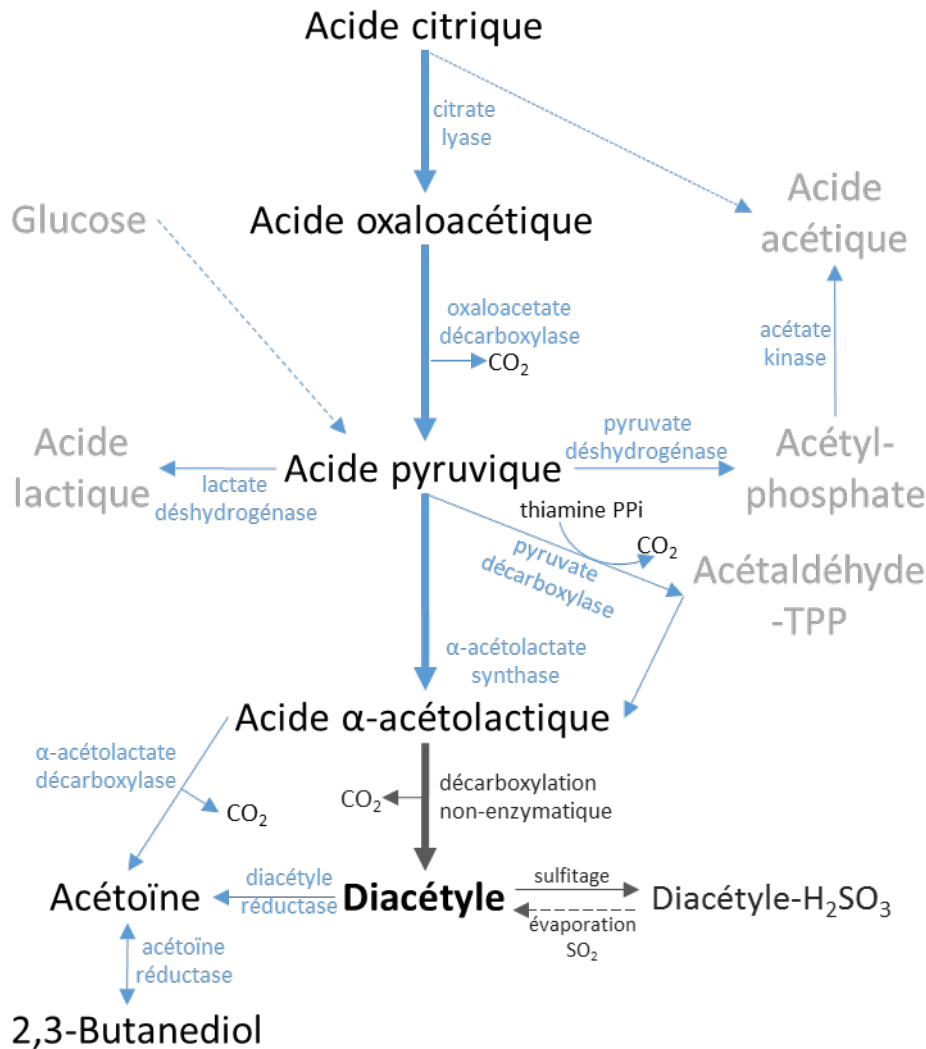 Acide citrique
citrate
lyase
Acide
acétique
Glucose
Acide oxaloacétique
oxaloacetate
décarboxylase
CO₂
acétate
kinase
Acide
lactique
lactate
déshydrogénase
Acide pyruvique
pyruvate
déshydrogénase
Acétyl-
phosphate
thiamine PPi
CO₂
pyruvate
décarboxylase
Acétaldéhyde
-TPP
α-acétolactate
synthase
Acide α-acétolactique
α-acétolactate
décarboxylase
CO₂
CO₂
décarboxylation
non-enzymatique
Acétoïne
diacétyle
réductase
Diacétyle
sulfitage
évaporation
SO₂
Diacétyle-H₂SO₃
acétoïne
réductase
2,3-Butanediol